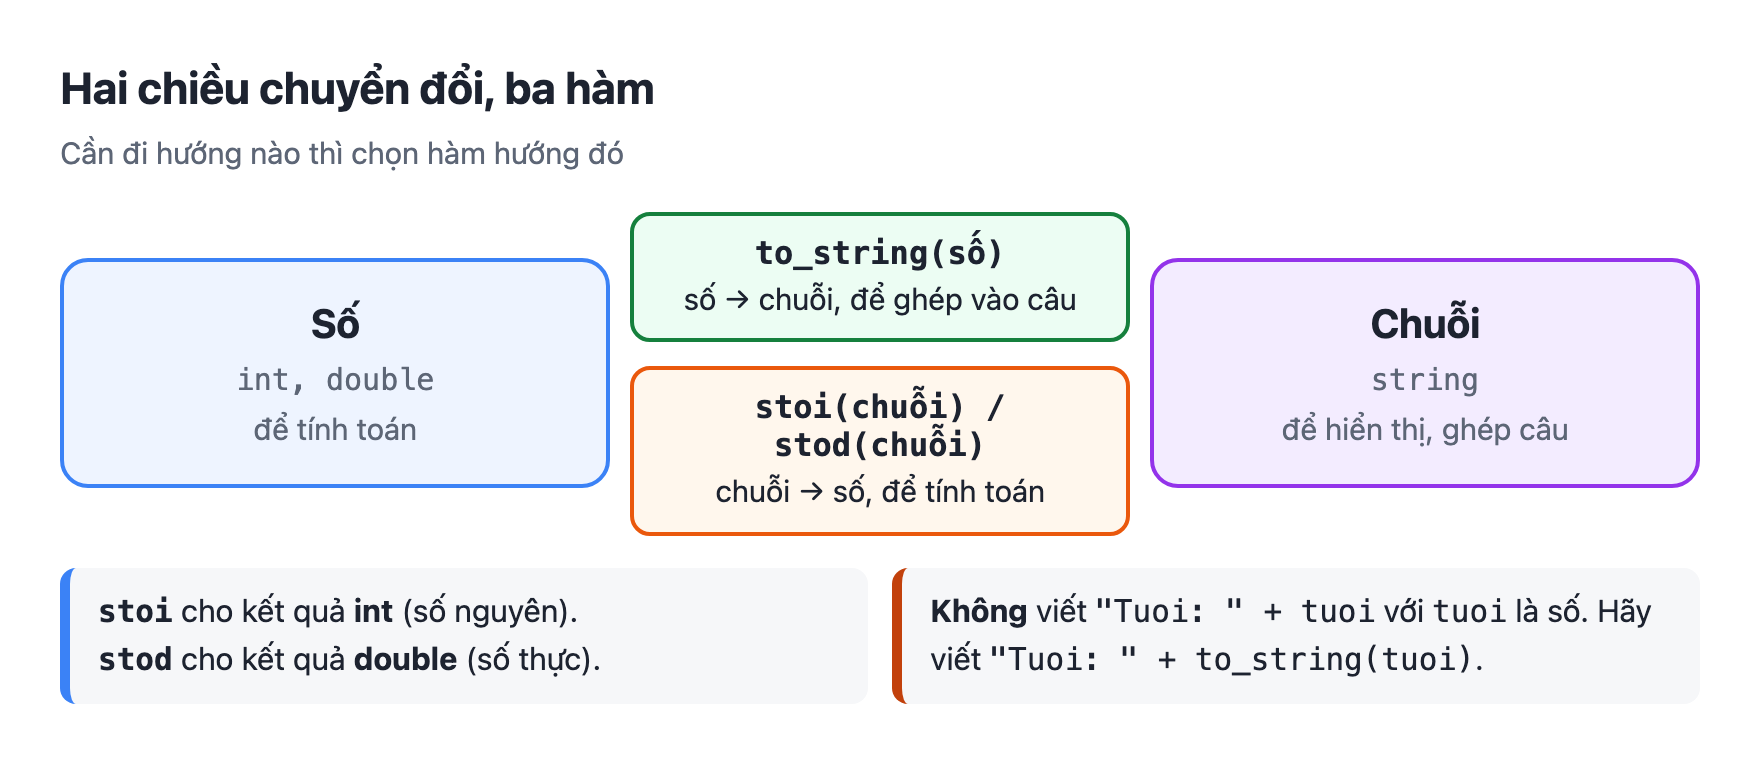 Hai chiều chuyển đổi, ba hàm
Cần đi hướng nào thì chọn hàm hướng đó
Số
int, double
để tính toán
to_string(số)
số → chuỗi, để ghép vào câu
stoi(chuỗi) /
stod(chuỗi)
chuỗi → số, để tính toán
Chuỗi
string
để hiển thị, ghép câu
stoi cho kết quả int (số nguyên).
stod cho kết quả double (số thực).
Không viết "Tuoi: " + tuoi với tuoi là số. Hãy
viết "Tuoi: " + to_string(tuoi).